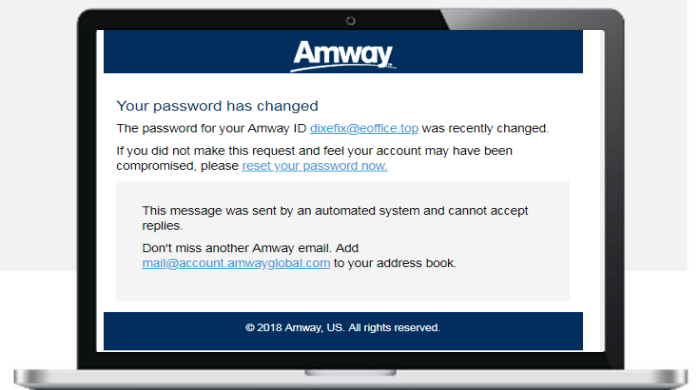 Amway
Your password has changed
The password for your Amway ID dixefix@eoffice.top was recently changed.
If you did not make this request and feel your account may have been
compromised, please reset your password now.
This message was sent by an automated system and cannot accept
replies.
Don't miss another Amway email. Add
mail@account.amwayglobal.com to your address book.
© 2018 Amway, US. All rights reserved.